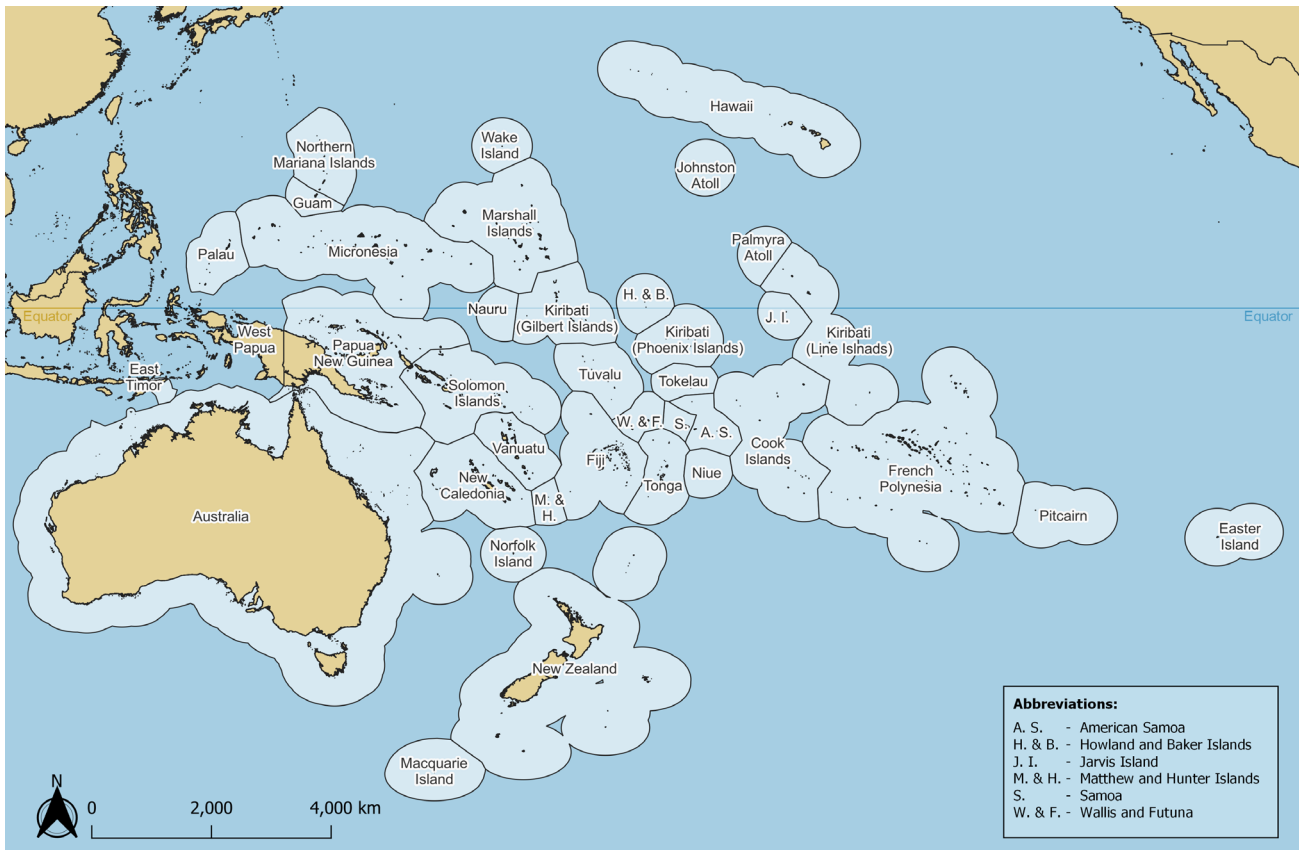 Hawaii
Wake
Island
Northern
Mariana Islands
Johnston
Atoll
Guam
Marshall
Islands
Palau
Micronesia
Palmyra
Atoll
H. & B.
Nauru
Kiribati
(Gilbert Islands)
J. I.
Equator
Equator
Kiribati
(Phoenix Islands)
Kiribati
(Line Islnads)
West
Papua
Papua
New Guinea
East
Timor
Tuvalu
Tokelau
Solomon
Islands
W. & F.
S.
A. S.
Cook
Islands
Vanuatu
Fiji
Niue
French
Polynesia
New
Caledonia
Tonga
M. &
H.
Australia
Pitcairn
Easter
Island
Norfolk
Island
New Zealand
Macquarie
Island
N
0 2,000 4,000 km
Abbreviations:
A. S. - American Samoa
H. & B. - Howland and Baker Islands
J. I. - Jarvis Island
M. & H. - Matthew and Hunter Islands
S. - Samoa
W. & F. - Wallis and Futuna